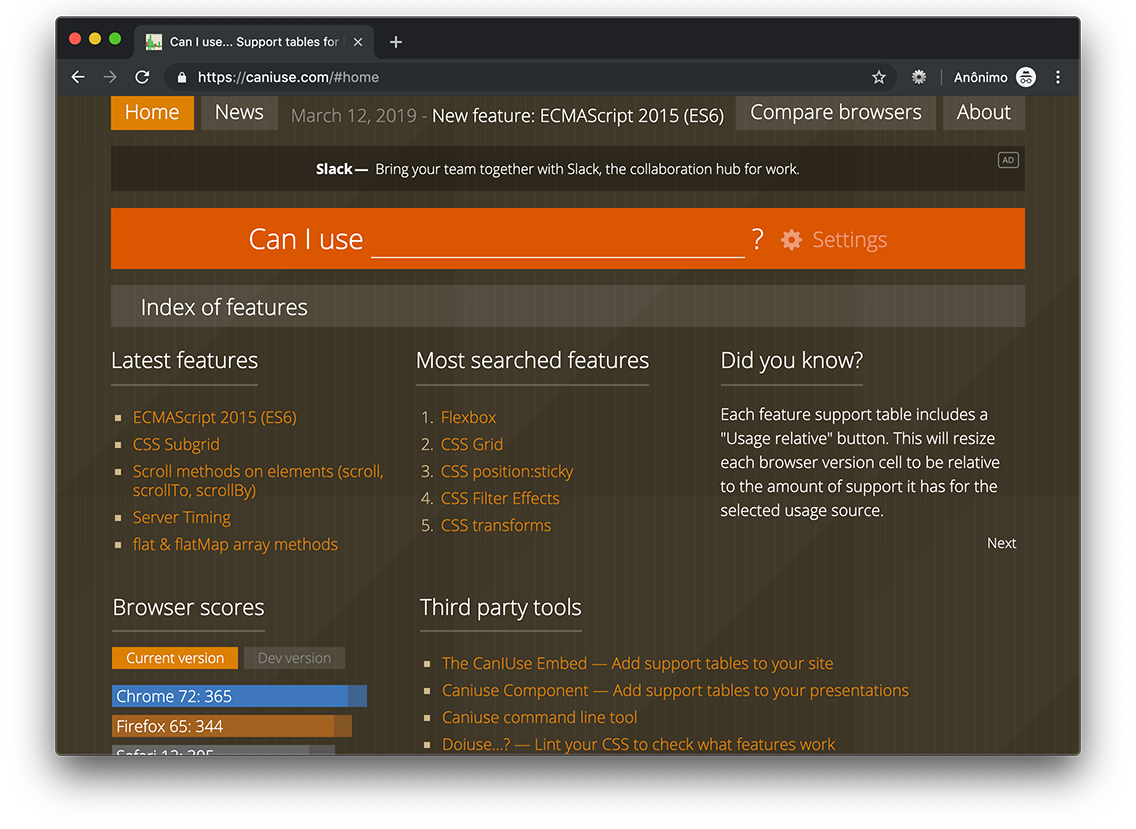 Can I use... Support tables for
https://caniuse.com/#home
Anônimo
Home
News
March 12, 2019 - New feature: ECMAScript 2015 (ES6)
Compare browsers
About
Slack— Bring your team together with Slack, the collaboration hub for work.
AD
Can I use ?
Settings
Index of features
Latest features
ECMAScript 2015 (ES6)
CSS Subgrid
Scroll methods on elements (scroll,
scrollTo, scrollBy)
Server Timing
flat & flatMap array methods
Most searched features
1. Flexbox
2. CSS Grid
3. CSS position:sticky
4. CSS Filter Effects
5. CSS transforms
Did you know?
Each feature support table includes a
"Usage relative" button. This will resize
each browser version cell to be relative
to the amount of support it has for the
selected usage source.
Next
Browser scores
Current version
Dev version
Chrome 72: 365
Firefox 65: 344
Safari 12: 305
Third party tools
The CanIUse Embed — Add support tables to your site
Caniuse Component — Add support tables to your presentations
Caniuse command line tool
Doiuse...? — Lint your CSS to check what features work